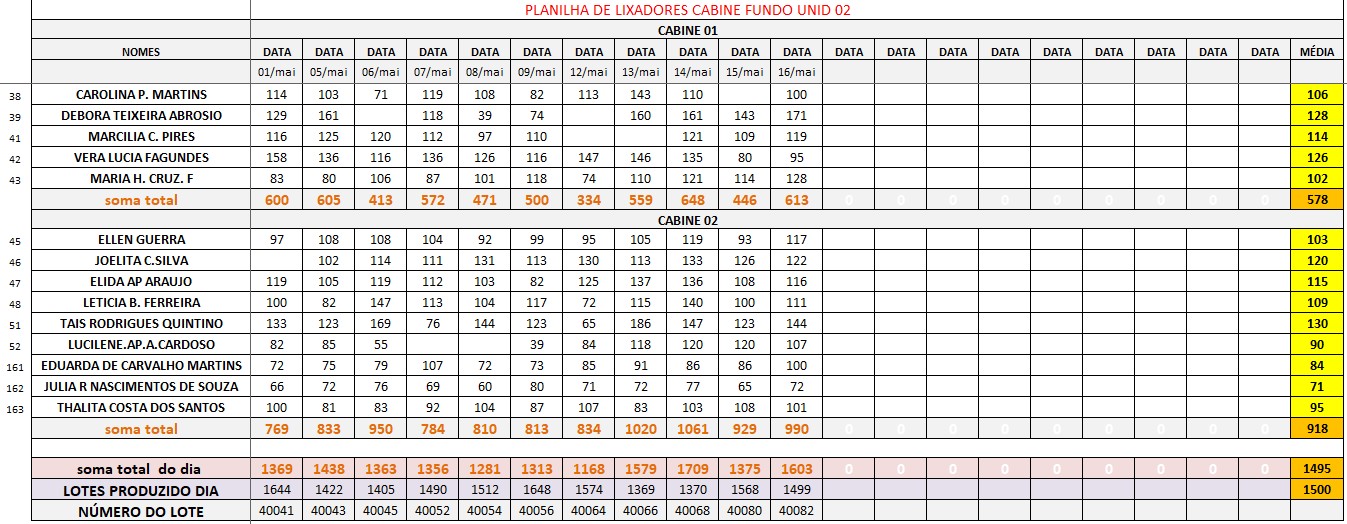 PLANILHA DE LIXADORES CABINE FUNDO UNID 02
CABINE 01
NOMES DATA DATA DATA DATA DATA DATA DATA DATA DATA DATA DATA DATA DATA DATA DATA DATA DATA DATA DATA DATA MÉDIA
01/mai 05/mai 06/mai 07/mai 08/mai 09/mai 12/mai 13/mai 14/mai 15/mai 16/mai
38 CAROLINA P. MARTINS 114 103 71 119 108 82 113 143 110 100 106
39 DEBORA TEIXEIRA ABROSIO 129 161 118 39 74 160 161 143 171 128
41 MARCILIA C. PIRES 116 125 120 112 97 110 121 109 119 114
42 VERA LUCIA FAGUNDES 158 136 116 136 126 116 147 146 135 80 95 126
43 MARIA H. CRUZ. F 83 80 106 87 101 118 74 110 121 114 128 102
soma total 600 605 413 572 471 500 334 559 648 446 613 0 0 0 0 0 0 0 0 0 578
CABINE 02
45 ELLEN GUERRA 97 108 108 104 92 99 95 105 119 93 117 103
46 JOELITA C.SILVA 102 114 111 131 113 130 113 133 126 122 120
47 ELIDA AP ARAUJO 119 105 119 112 103 82 125 137 136 108 116 115
48 LETICIA B. FERREIRA 100 82 147 113 104 117 72 115 140 100 111 109
51 TAIS RODRIGUES QUINTINO 133 123 169 76 144 123 65 186 147 123 144 130
52 LUCILENE.AP.A.CARDOSO 82 85 55 39 84 118 120 120 107 90
161 EDUARDA DE CARVALHO MARTINS 72 75 79 107 72 73 85 91 86 86 100 84
162 JULIA R NASCIMENTOS DE SOUZA 66 72 76 69 60 80 71 72 77 65 72 71
163 THALITA COSTA DOS SANTOS 100 81 83 92 104 87 107 83 103 108 101 95
soma total 769 833 950 784 810 813 834 1020 1061 929 990 0 0 0 0 0 0 0 0 0 918
soma total do dia 1369 1438 1363 1356 1281 1313 1168 1579 1709 1375 1603 0 0 0 0 0 0 0 0 0 1495
LOTES PRODUZIDO DIA 1644 1422 1405 1490 1512 1648 1574 1369 1370 1568 1499 1500
NÚMERO DO LOTE 40041 40043 40045 40052 40054 40056 40064 40066 40068 40080 40082